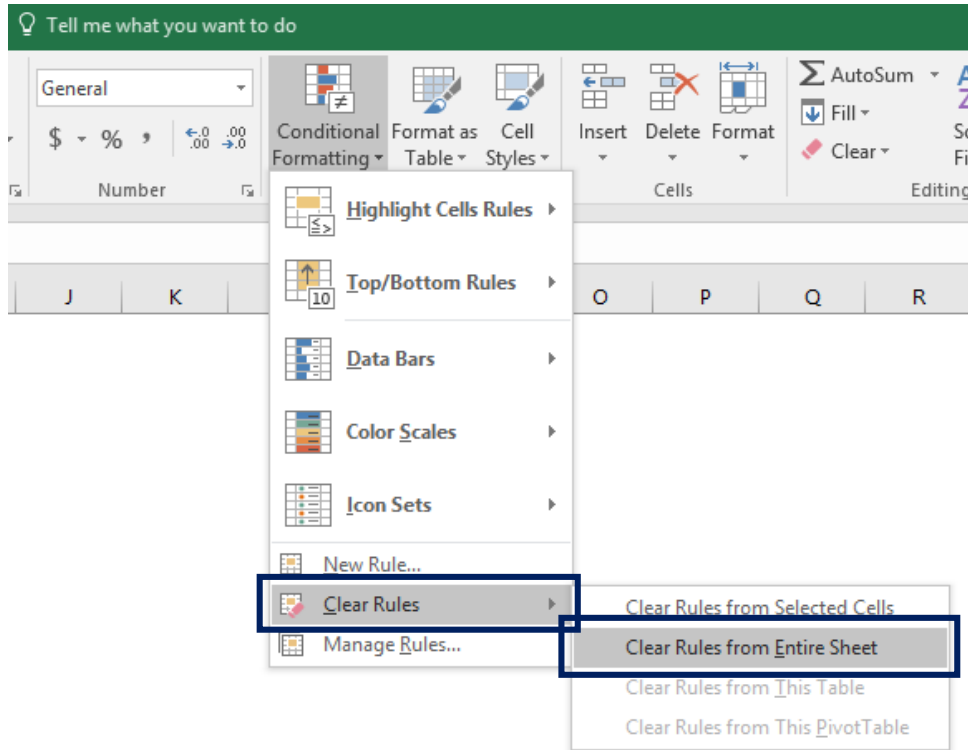 Tell me what you want to do
General
$ % , .0 .00 .00 .0
Conditional Formatting
Format as Table
Cell Styles
Insert
Delete
Format
AutoSum
Fill
Clear
Number
Cells
Editing
J K O P Q R
Highlight Cells Rules
Top/Bottom Rules
10
Data Bars
Color Scales
Icon Sets
New Rule...
Clear Rules
Manage Rules...
Clear Rules from Selected Cells
Clear Rules from Entire Sheet
Clear Rules from This Table
Clear Rules from This PivotTable